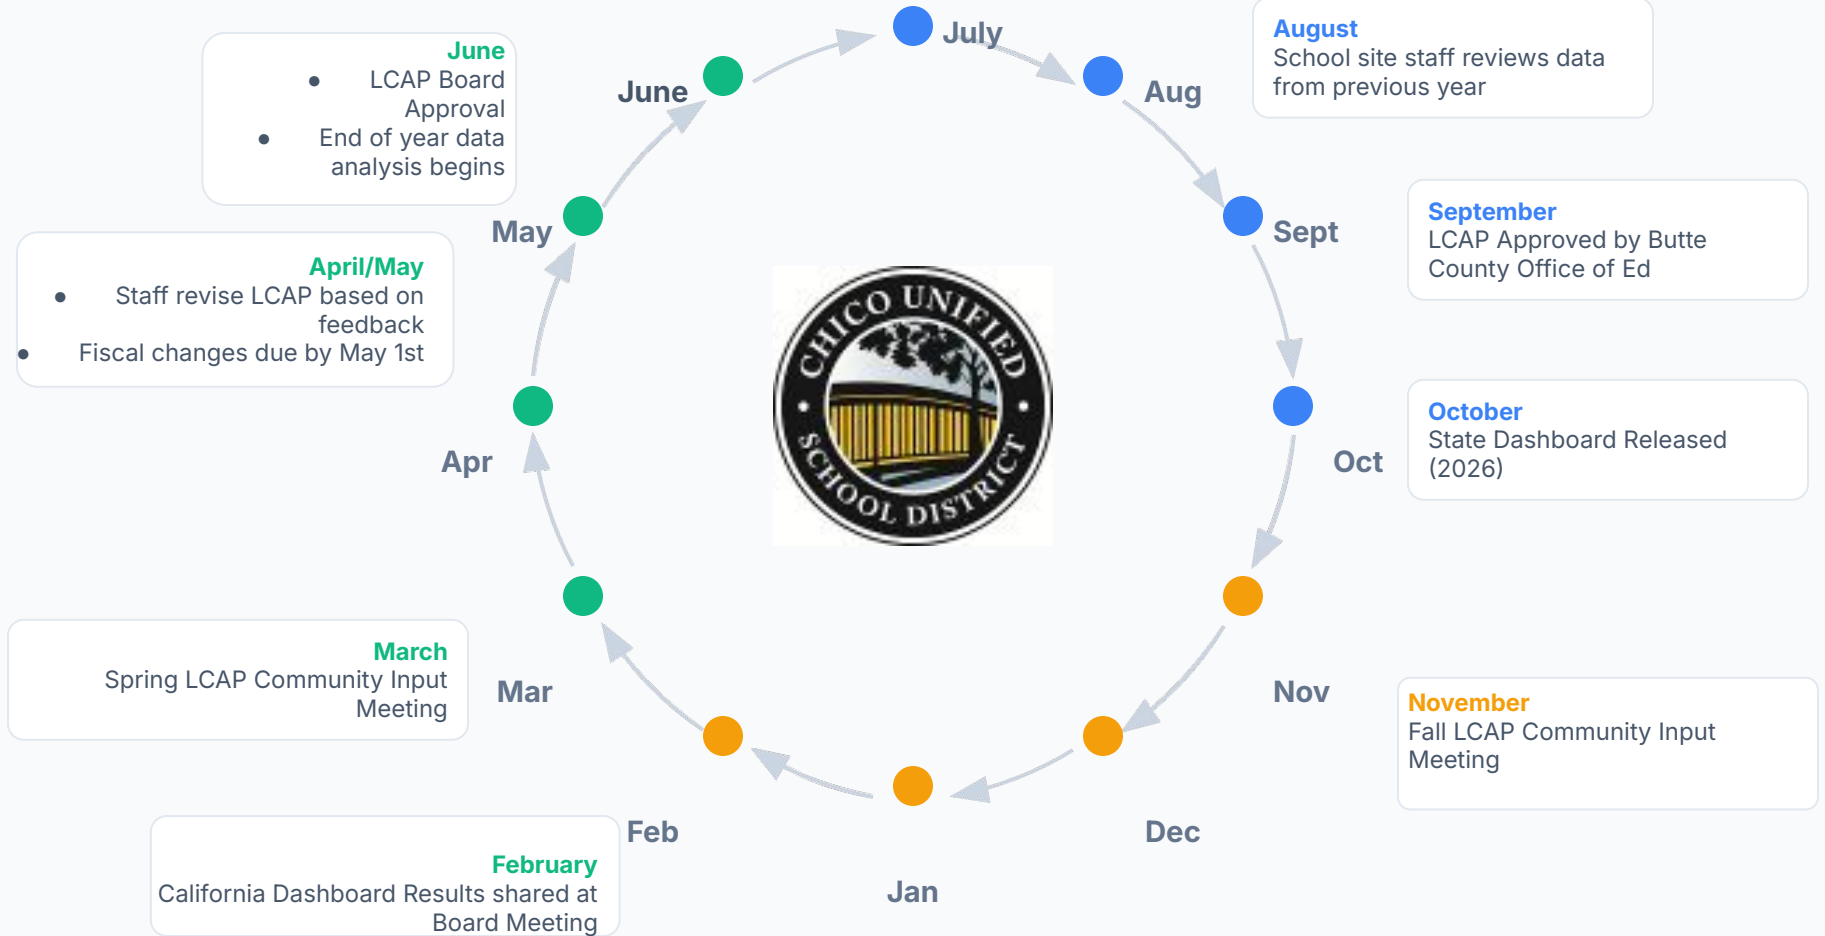 July
August
School site staff reviews data
from previous year
June
● LCAP Board
Approval
● End of year data
analysis begins
June
Aug
May
Sept
September
LCAP Approved by Butte
County Office of Ed
April/May
● Staff revise LCAP based on
feedback
● Fiscal changes due by May 1st
CHICO UNIFIED
SCHOOL DISTRICT
October
State Dashboard Released
(2026)
Apr
Oct
March
Spring LCAP Community Input
Meeting
Mar
Nov
November
Fall LCAP Community Input
Meeting
Feb
Dec
February
California Dashboard Results shared at
Board Meeting
Jan